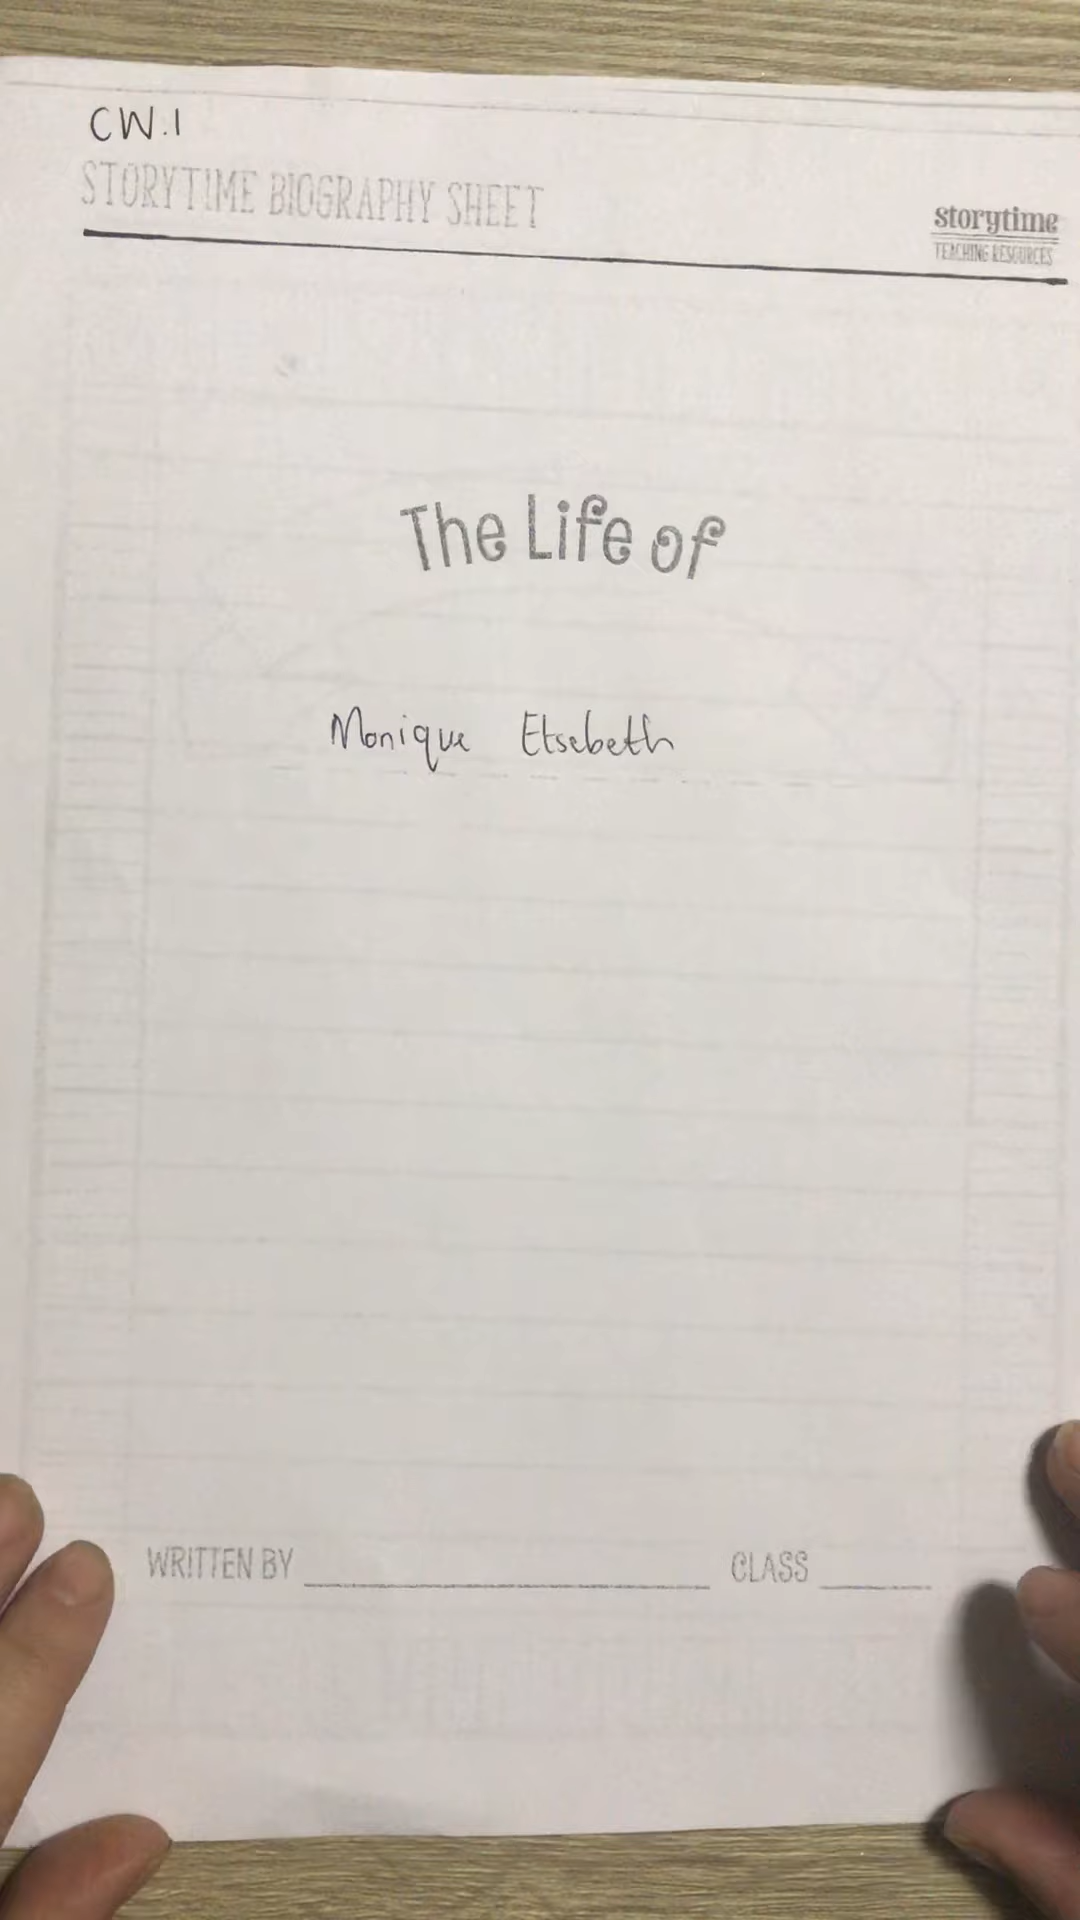 CW.1
STORYTIME BIOGRAPHY SHEET
storytime
TEACHING RESOURCES
The Life of
Monique Etsebeth
WRITTEN BY
CLASS